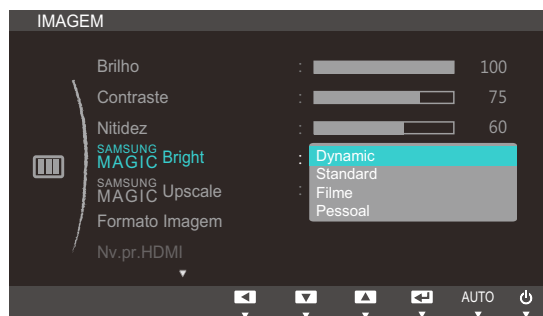 IMAGEM
Brilho : 100
Contraste : 75
Nitidez : 60
SAMSUNG MAGIC Bright : Dynamic
Standard
SAMSUNG MAGIC Upscale : Filme
Pessoal
Formato Imagem
Nv.pr.HDMI
AUTO